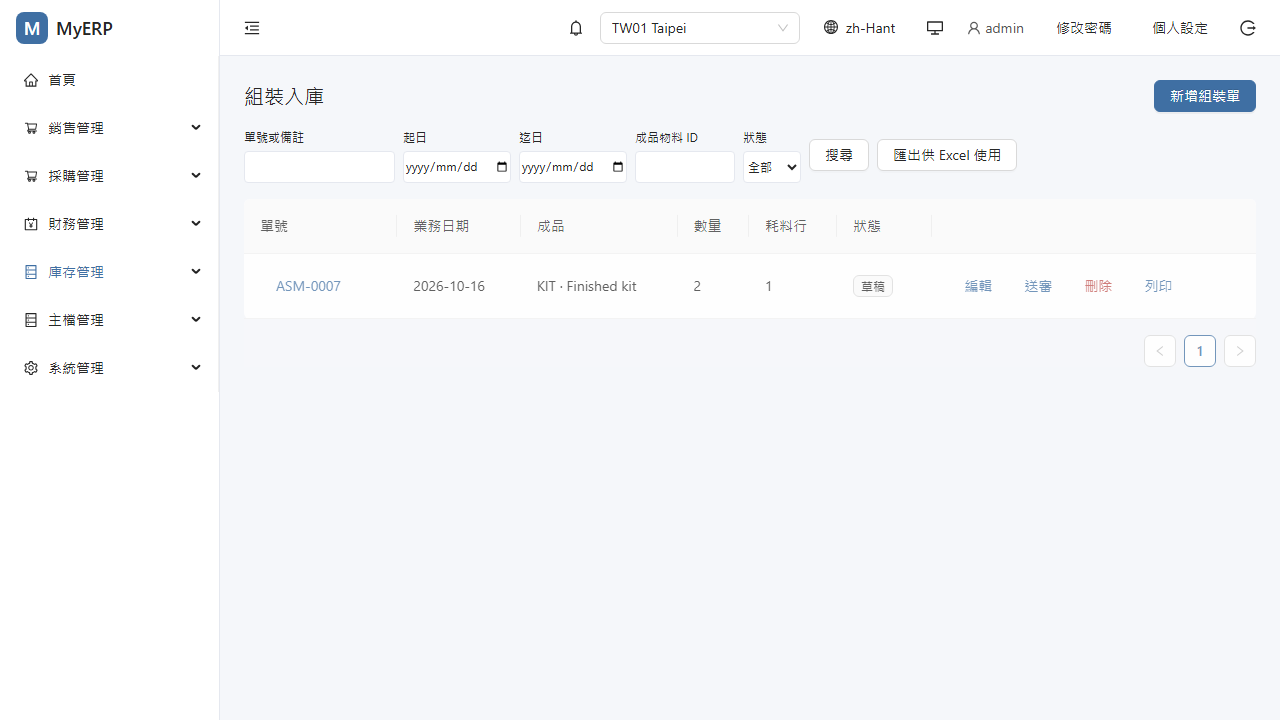 M MyERP
TW01 Taipei
zh-Hant
admin
修改密碼
個人設定
首頁
銷售管理
採購管理
財務管理
庫存管理
主檔管理
系統管理
組裝入庫
新增組裝單
單號或備註
起日
迄日
成品物料 ID
狀態
yyyy/mm/dd
yyyy/mm/dd
全部
搜尋
匯出供 Excel 使用
單號 業務日期 成品 數量 耗料行 狀態
ASM-0007 2026-10-16 KIT · Finished kit 2 1 草稿 編輯 送審 刪除 列印
1